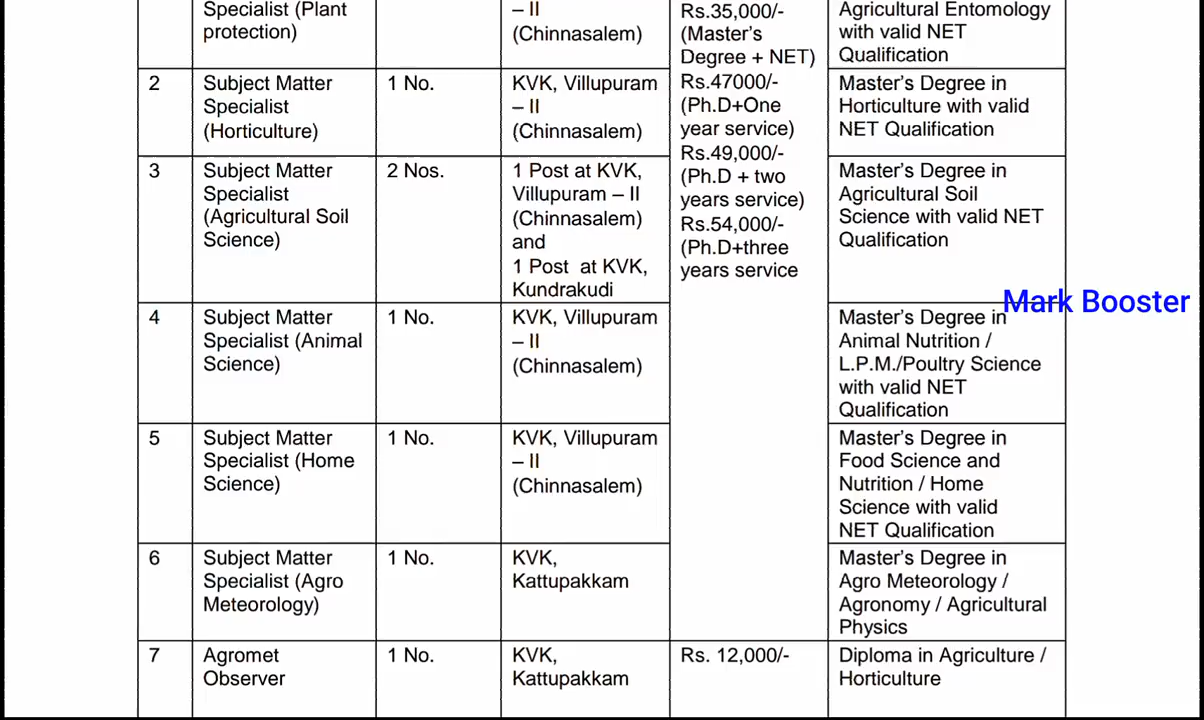 Specialist (Plant
protection)
– II
(Chinnasalem)
Rs.35,000/-
(Master's
Degree + NET)
Rs.47000/-
(Ph.D+One
year service)
Rs.49,000/-
(Ph.D + two
years service)
Rs.54,000/-
(Ph.D+three
years service
Agricultural Entomology
with valid NET
Qualification
2
Subject Matter
Specialist
(Horticulture)
1 No.
KVK, Villupuram
– II
(Chinnasalem)
Master's Degree in
Horticulture with valid
NET Qualification
3
Subject Matter
Specialist
(Agricultural Soil
Science)
2 Nos.
1 Post at KVK,
Villupuram – II
(Chinnasalem)
and
1 Post at KVK,
Kundrakudi
Master's Degree in
Agricultural Soil
Science with valid NET
Qualification
Mark Booster
4
Subject Matter
Specialist (Animal
Science)
1 No.
KVK, Villupuram
– II
(Chinnasalem)
Master's Degree in
Animal Nutrition /
L.P.M./Poultry Science
with valid NET
Qualification
5
Subject Matter
Specialist (Home
Science)
1 No.
KVK, Villupuram
– II
(Chinnasalem)
Master's Degree in
Food Science and
Nutrition / Home
Science with valid
NET Qualification
6
Subject Matter
Specialist (Agro
Meteorology)
1 No.
KVK,
Kattupakkam
Master's Degree in
Agro Meteorology /
Agronomy / Agricultural
Physics
7
Agromet
Observer
1 No.
KVK,
Kattupakkam
Rs. 12,000/-
Diploma in Agriculture /
Horticulture